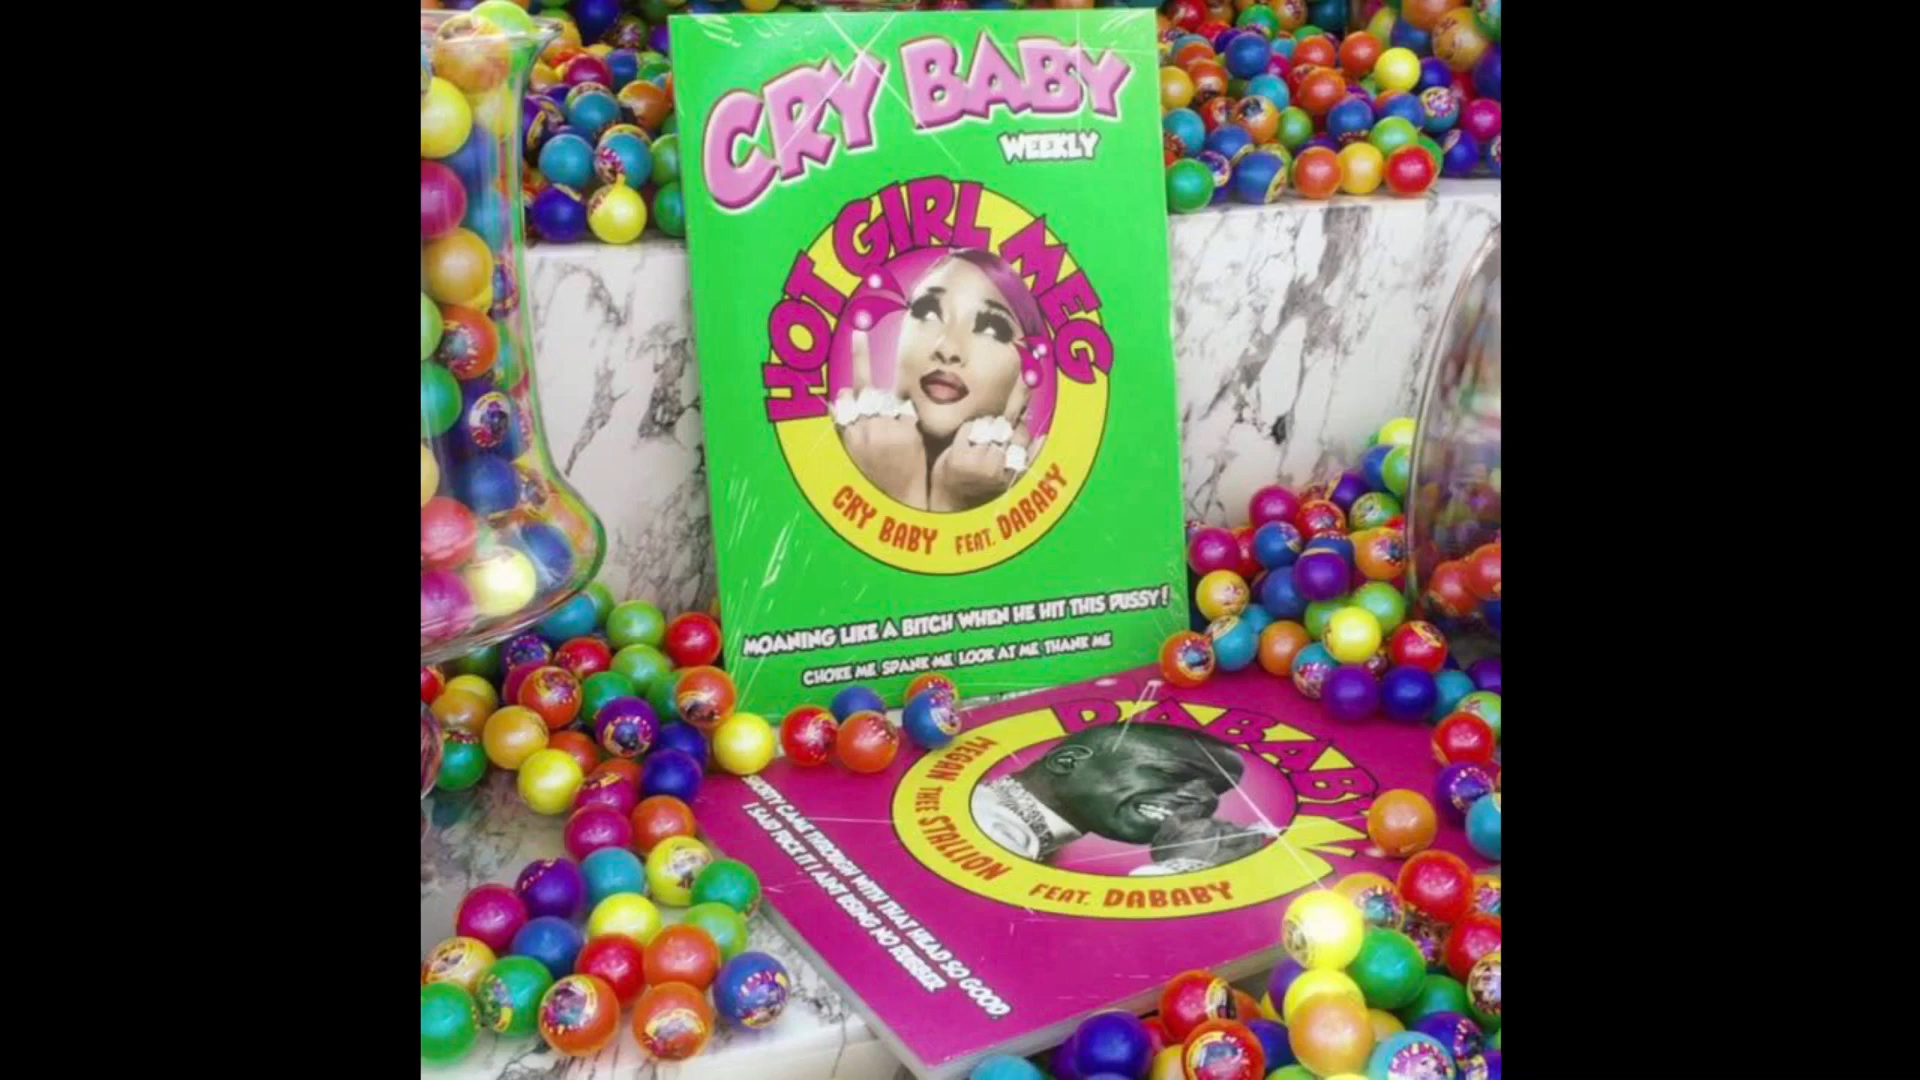 CRY BABY
WEEKLY
HOT GIRL MEG
CRY BABY FEAT. DABABY
MOANING LIKE A BITCH WHEN HE HIT THIS PUSSY!
CHOKE ME SPANK ME LOOK AT ME THANK ME
DABABY
MEGAN THEE STALLION FEAT. DABABY
SHORTY CAME THROUGH WITH THAT HEAD SO GOOD
I SAID FUCK IT I AINT USING NO RUBBER